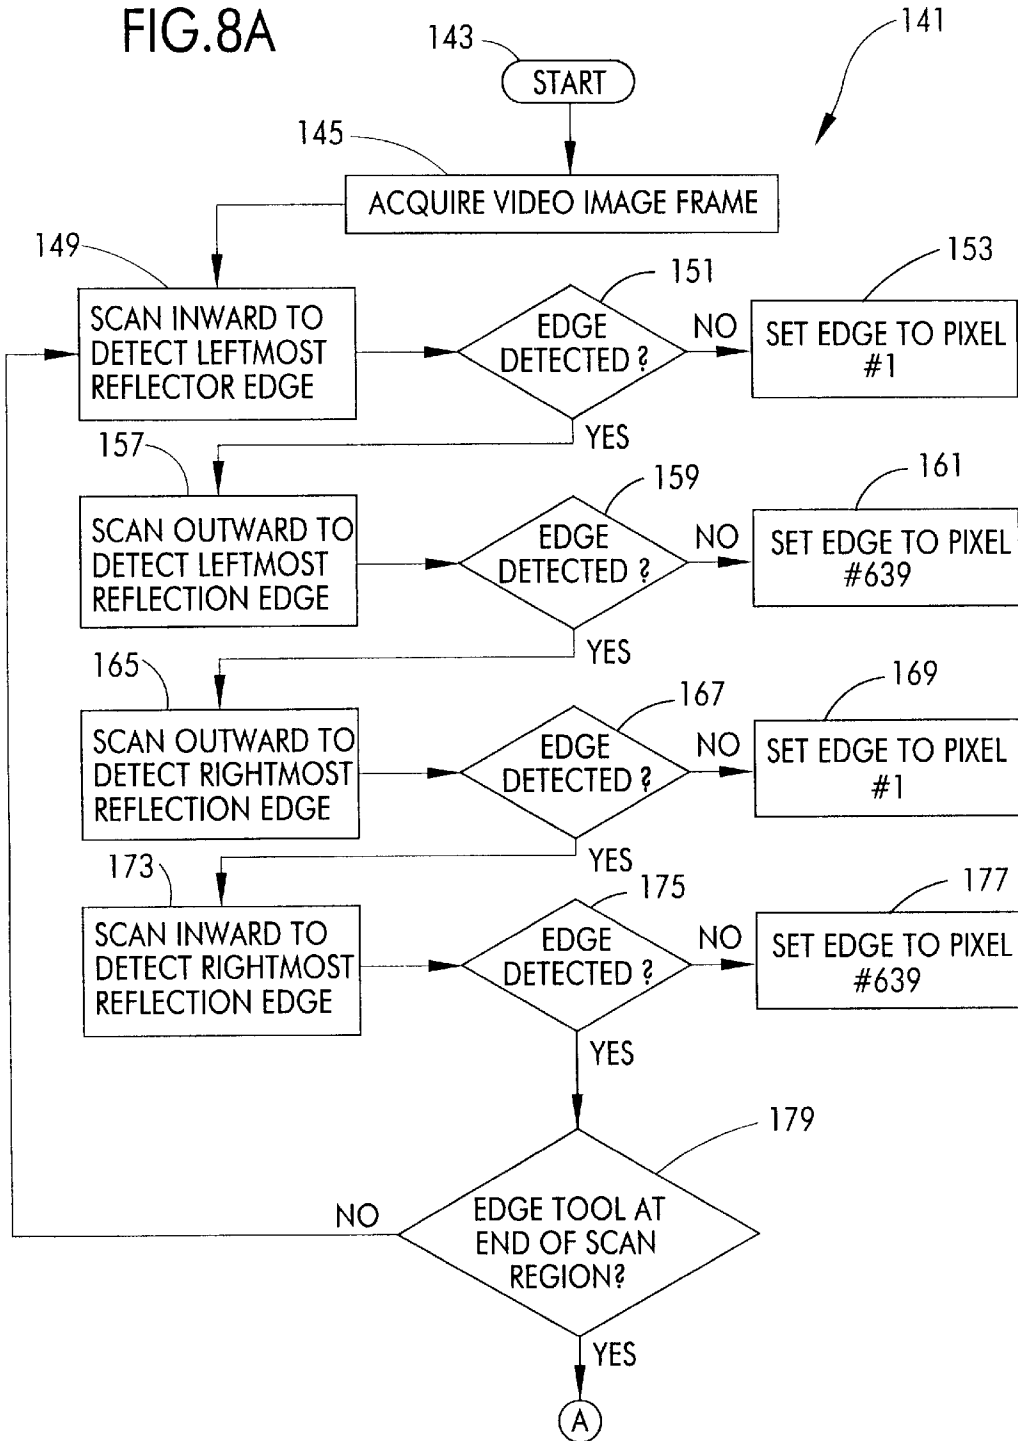 FIG.8A
143
141
START
145
ACQUIRE VIDEO IMAGE FRAME
149
SCAN INWARD TO
DETECT LEFTMOST
REFLECTOR EDGE
151
EDGE
DETECTED ?
NO
YES
153
SET EDGE TO PIXEL
#1
157
SCAN OUTWARD TO
DETECT LEFTMOST
REFLECTION EDGE
159
EDGE
DETECTED ?
NO
YES
161
SET EDGE TO PIXEL
#639
165
SCAN OUTWARD TO
DETECT RIGHTMOST
REFLECTION EDGE
167
EDGE
DETECTED ?
NO
YES
169
SET EDGE TO PIXEL
#1
173
SCAN INWARD TO
DETECT RIGHTMOST
REFLECTION EDGE
175
EDGE
DETECTED ?
NO
YES
177
SET EDGE TO PIXEL
#639
179
NO
EDGE TOOL AT
END OF SCAN
REGION?
YES
A